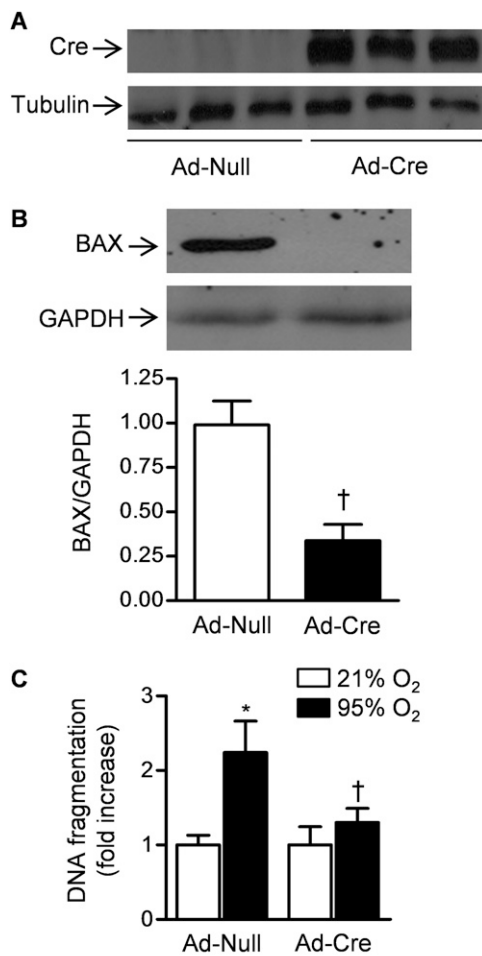 A
Cre
Tubulin
Ad-Null Ad-Cre
B
BAX
GAPDH
1.25
1.00
0.75
0.50
0.25
0.00
BAX/GAPDH
†
Ad-Null Ad-Cre
C
21% O₂
95% O₂
3
2
1
0
DNA fragmentation
(fold increase)
*
†
Ad-Null Ad-Cre